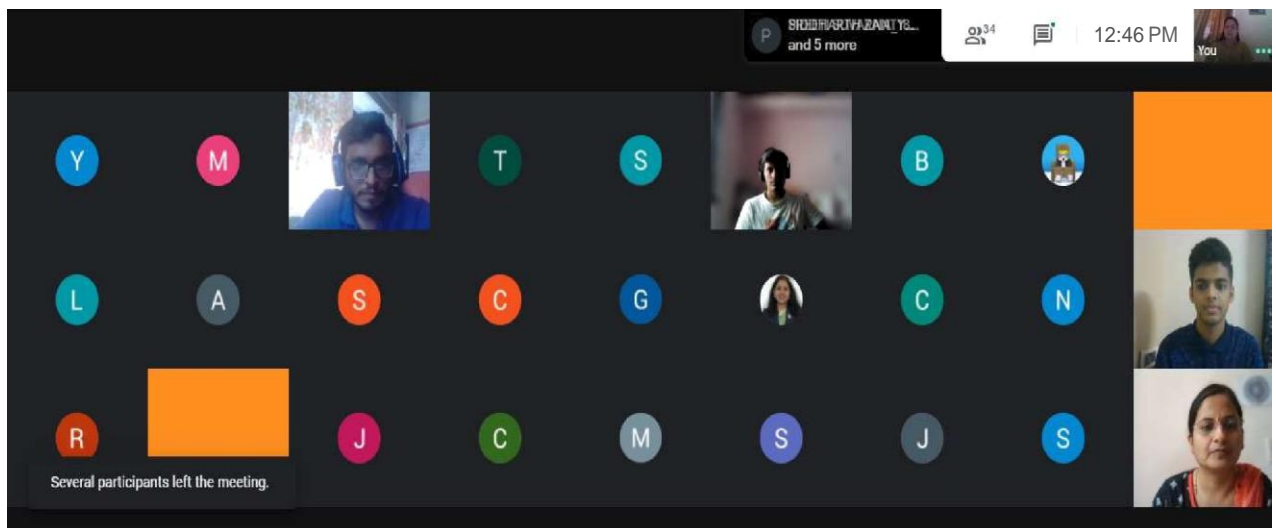 P
and 5 more
34
12:46 PM
You
Y
M
T
S
B
L
A
S
C
G
C
N
R
J
C
M
S
J
S
Several participants left the meeting.